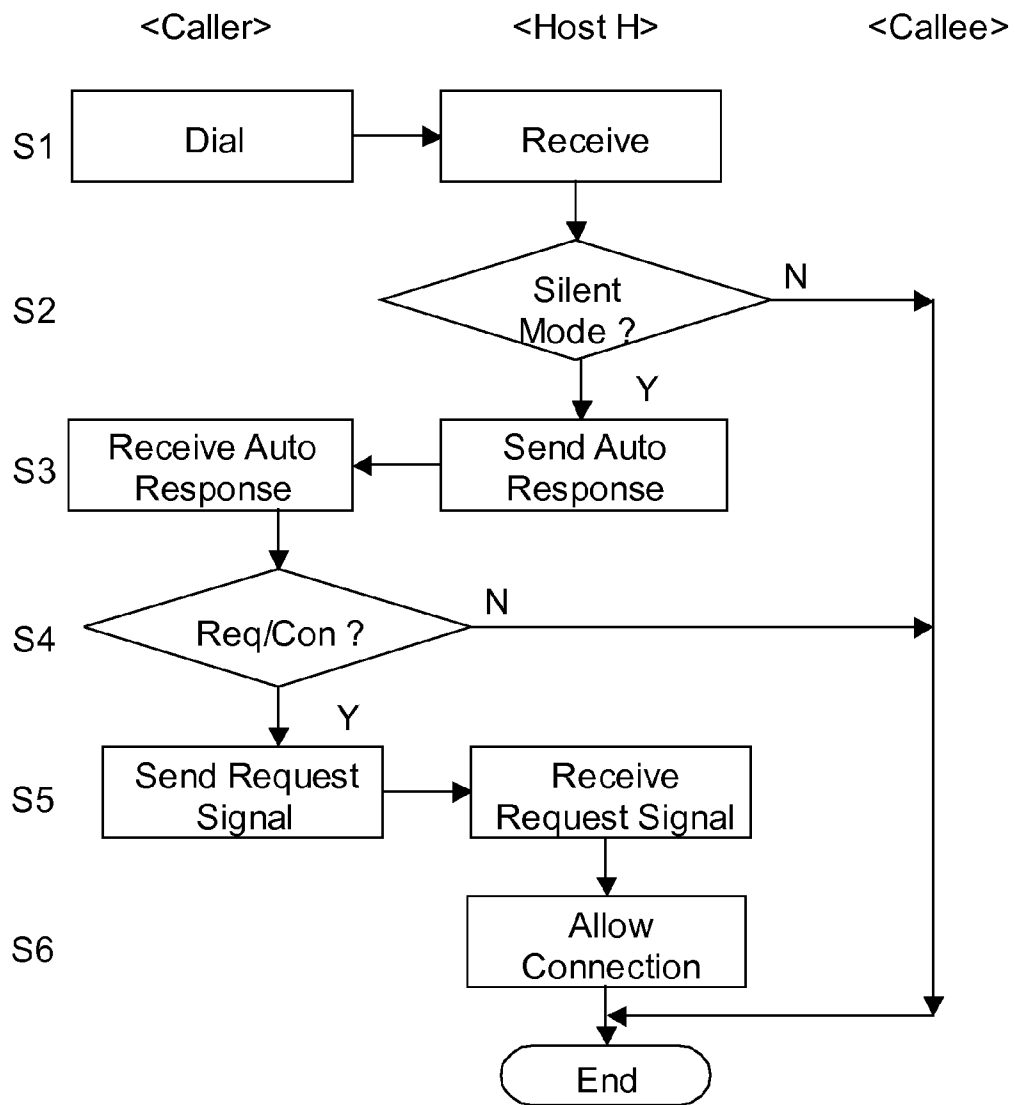 <Caller> <Host H> <Callee>
S1 Dial Receive
N
S2 Silent
Mode ?
Y
S3 Receive Auto
Response
Send Auto
Response
N
S4 Req/Con ?
Y
S5 Send Request
Signal
Receive
Request Signal
S6 Allow
Connection
End